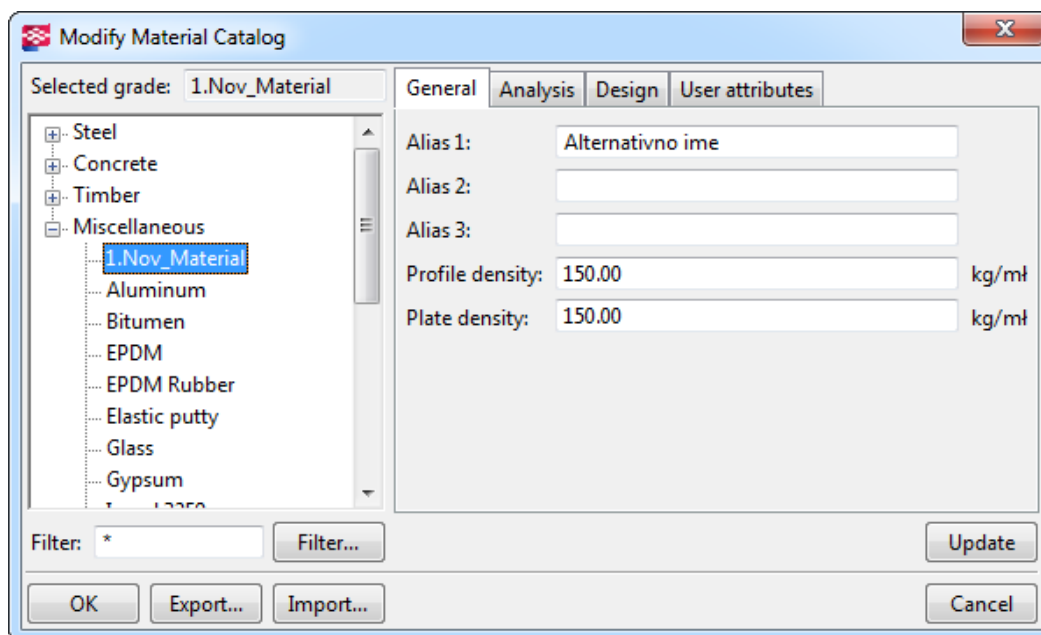 Modify Material Catalog
Selected grade: 1.Nov_Material
Steel
Concrete
Timber
Miscellaneous
1.Nov_Material
Aluminum
Bitumen
EPDM
EPDM Rubber
Elastic putty
Glass
Gypsum
Filter: * Filter...
General Analysis Design User attributes
Alias 1: Alternativno ime
Alias 2:
Alias 3:
Profile density: 150.00 kg/mł
Plate density: 150.00 kg/mł
Update
OK Export... Import... Cancel